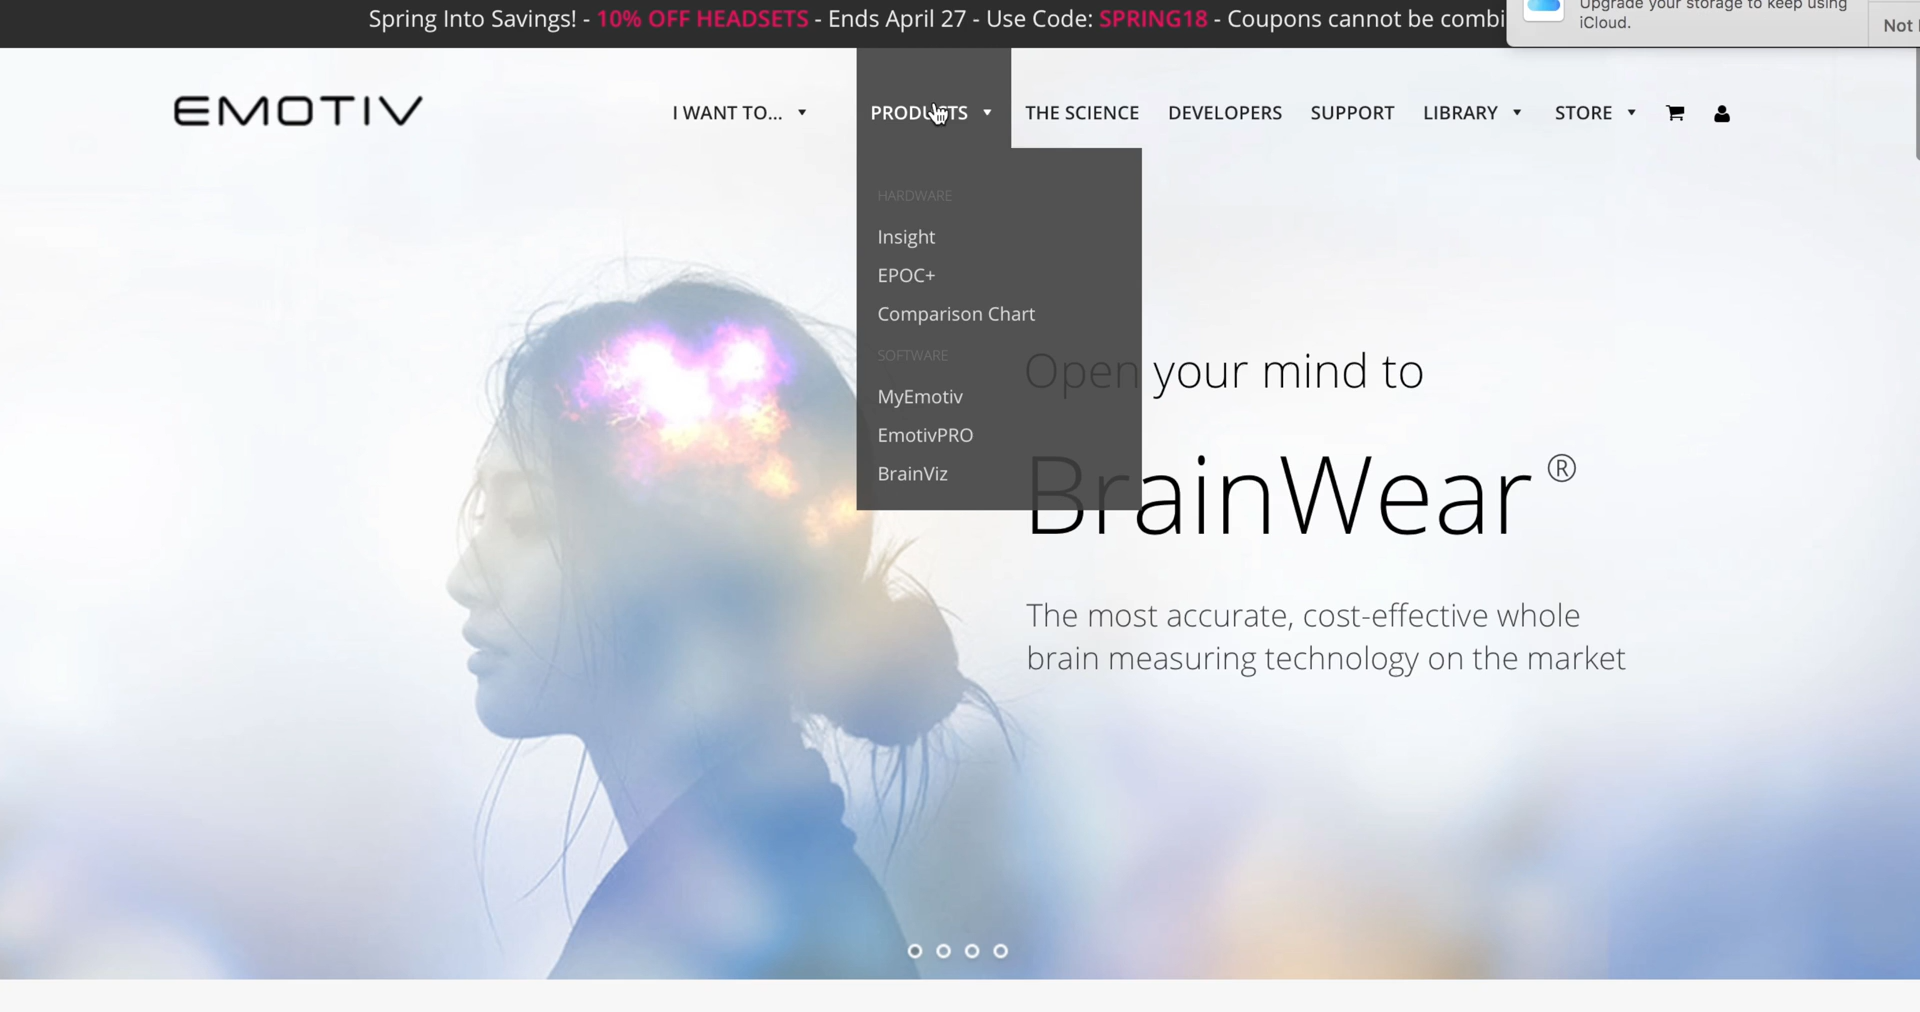 Spring Into Savings! - 10% OFF HEADSETS - Ends April 27 - Use Code: SPRING18 - Coupons cannot be combi
Upgrade your storage to keep using
iCloud.
Not
EMOTIV
I WANT TO...
PRODUCTS
THE SCIENCE
DEVELOPERS
SUPPORT
LIBRARY
STORE
HARDWARE
Insight
EPOC+
Comparison Chart
SOFTWARE
MyEmotiv
EmotivPRO
BrainViz
Open your mind to
BrainWear®
The most accurate, cost-effective whole
brain measuring technology on the market